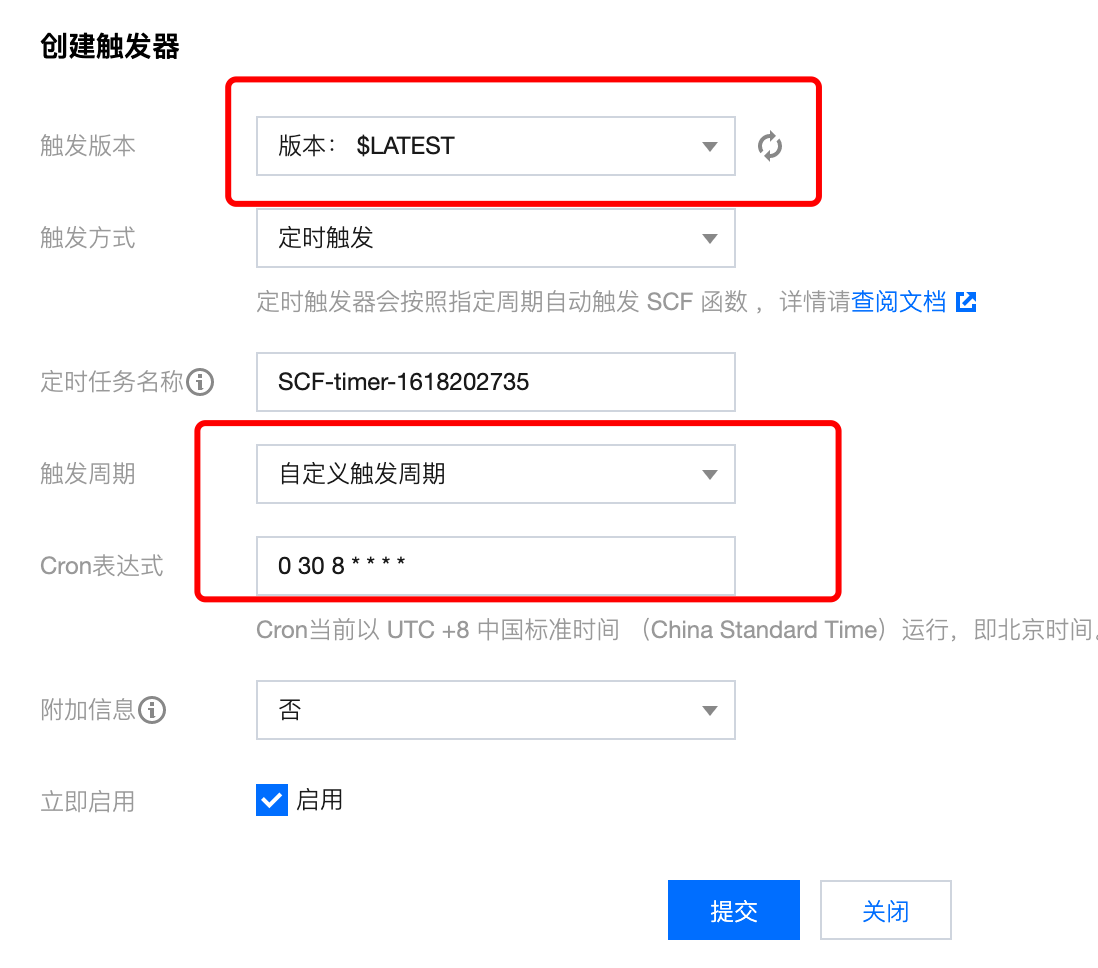 创建触发器
触发版本 版本： $LATEST
触发方式 定时触发
定时触发器会按照指定周期自动触发 SCF 函数 ，详情请查阅文档
定时任务名称 SCF-timer-1618202735
触发周期 自定义触发周期
Cron表达式 0 30 8 * * * *
Cron当前以 UTC +8 中国标准时间 （China Standard Time）运行，即北京时间。
附加信息 否
立即启用 启用
提交 关闭